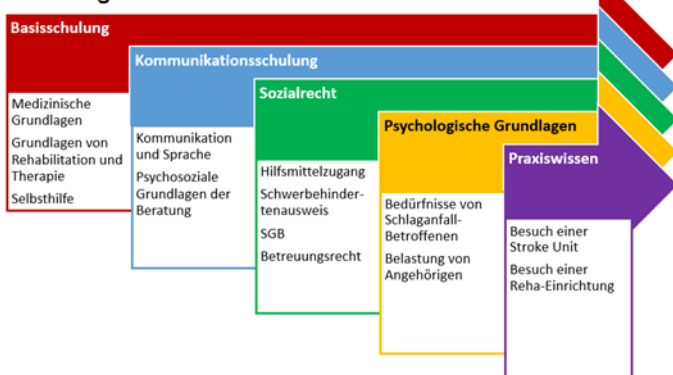 Basisschulung
Medizinische
Grundlagen
Grundlagen von
Rehabilitation und
Therapie
Selbsthilfe
Kommunikationsschulung
Kommunikation
und Sprache
Psychosoziale
Grundlagen der
Beratung
Sozialrecht
Hilfsmittelzugang
Schwerbehinder-
tenausweis
SGB
Betreuungsrecht
Psychologische Grundlagen
Bedürfnisse von
Schlaganfall-
Betroffenen
Belastung von
Angehörigen
Praxiswissen
Besuch einer
Stroke Unit
Besuch einer
Reha-Einrichtung